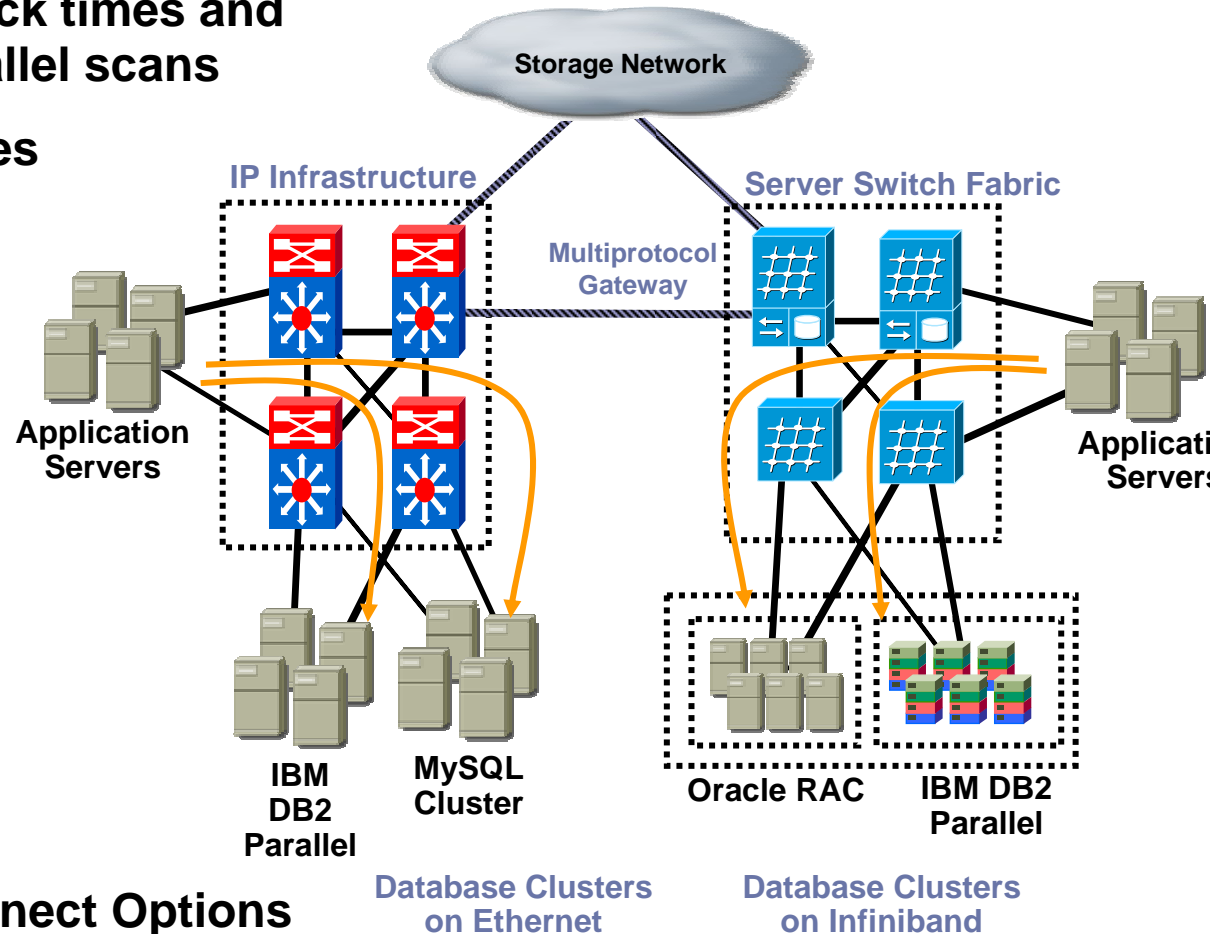 ck times and
allel scans
es
Storage Network
IP Infrastructure
Server Switch Fabric
Multiprotocol
Gateway
Application
Servers
Applicati
Servers
IBM
DB2
Parallel
MySQL
Cluster
Oracle RAC
IBM DB2
Parallel
Database Clusters
on Ethernet
Database Clusters
on Infiniband
nect Options